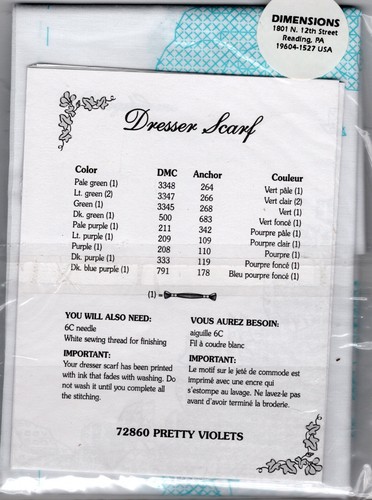 DIMENSIONS
1801 N. 12th Street
Reading, PA
19604-1527 USA
Dresser Scarf
Color DMC Anchor Couleur
Pale green (1) 3348 264 Vert pâle (1)
Lt. green (2) 3347 266 Vert clair (2)
Green (1) 3345 268 Vert (1)
Dk. green (1) 500 683 Vert foncé (1)
Pale purple (1) 211 342 Pourpre pâle (1)
Lt. purple (1) 209 109 Pourpre clair (1)
Purple (1) 208 110 Pourpre (1)
Dk. purple (1) 333 119 Pourpre foncé (1)
Dk. blue purple (1) 791 178 Bleu pourpre foncé (1)
(1) =
YOU WILL ALSO NEED:
6C needle
White sewing thread for finishing
IMPORTANT:
Your dresser scarf has been printed
with ink that fades with washing. Do
not wash it until you complete all
the stitching.
VOUS AUREZ BESOIN:
aiguille 6C
Fil à coudre blanc
IMPORTANT:
Le motif sur le jeté de commode est
imprimé avec une encre qui
s'estompe au lavage. Ne lavez-le pas
avant d'avoir terminé la broderie.
72860 PRETTY VIOLETS